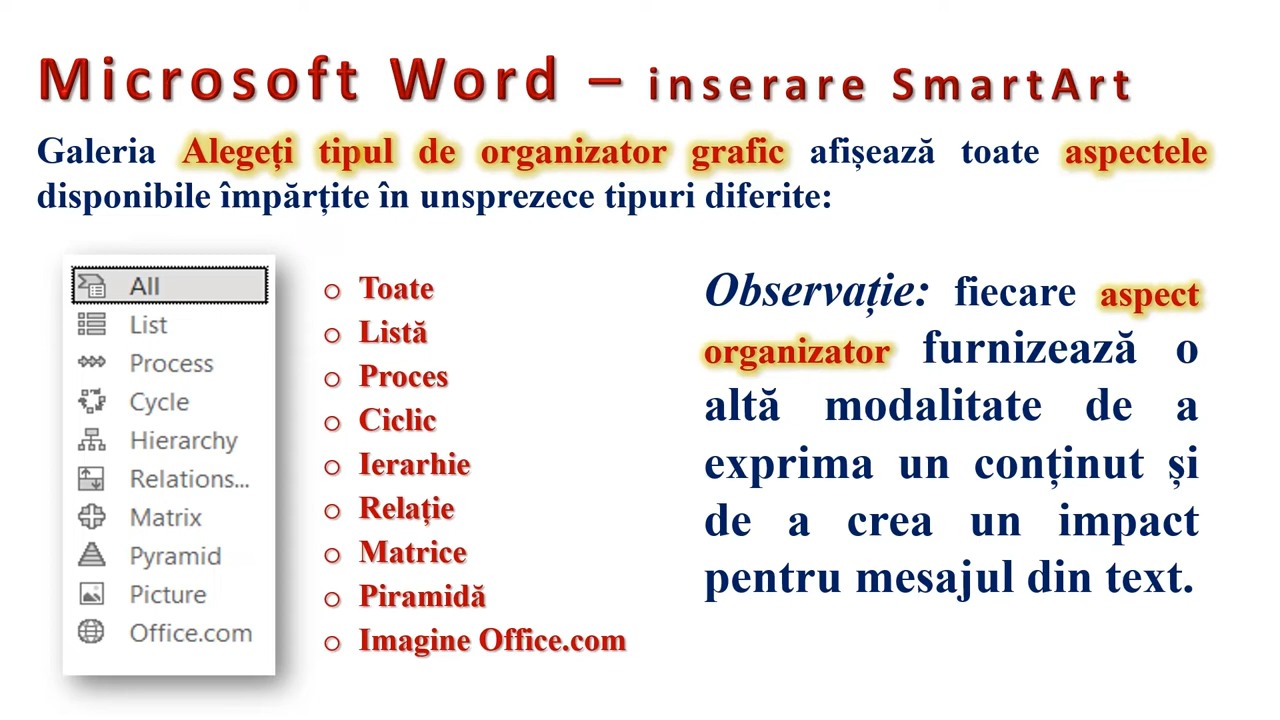 Microsoft Word – inserare SmartArt
Galeria Alegeți tipul de organizator grafic afișează toate aspectele
disponibile împărțite în unsprezece tipuri diferite:
All
List
Process
Cycle
Hierarchy
Relations...
Matrix
Pyramid
Picture
Office.com
o Toate
o Listă
o Proces
o Ciclic
o Ierarhie
o Relație
o Matrice
o Piramidă
o Imagine Office.com
Observație: fiecare aspect
organizator furnizează o
altă modalitate de a
exprima un conținut și
de a crea un impact
pentru mesajul din text.